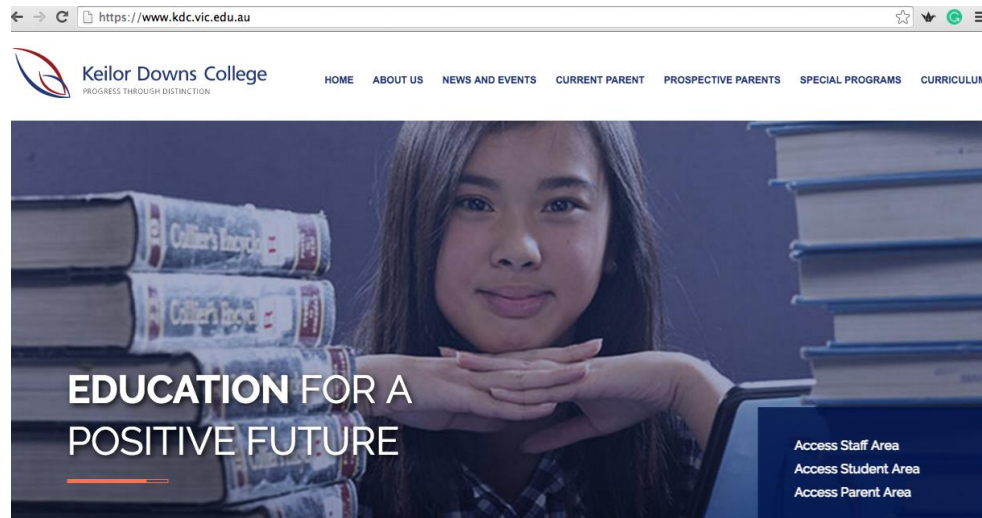 https://www.kdc.vic.edu.au
Keilor Downs College
PROGRESS THROUGH DISTINCTION
HOME ABOUT US NEWS AND EVENTS CURRENT PARENT PROSPECTIVE PARENTS SPECIAL PROGRAMS CURRICULUM
Collier's
Collier's
EDUCATION FOR A
POSITIVE FUTURE
Access Staff Area
Access Student Area
Access Parent Area